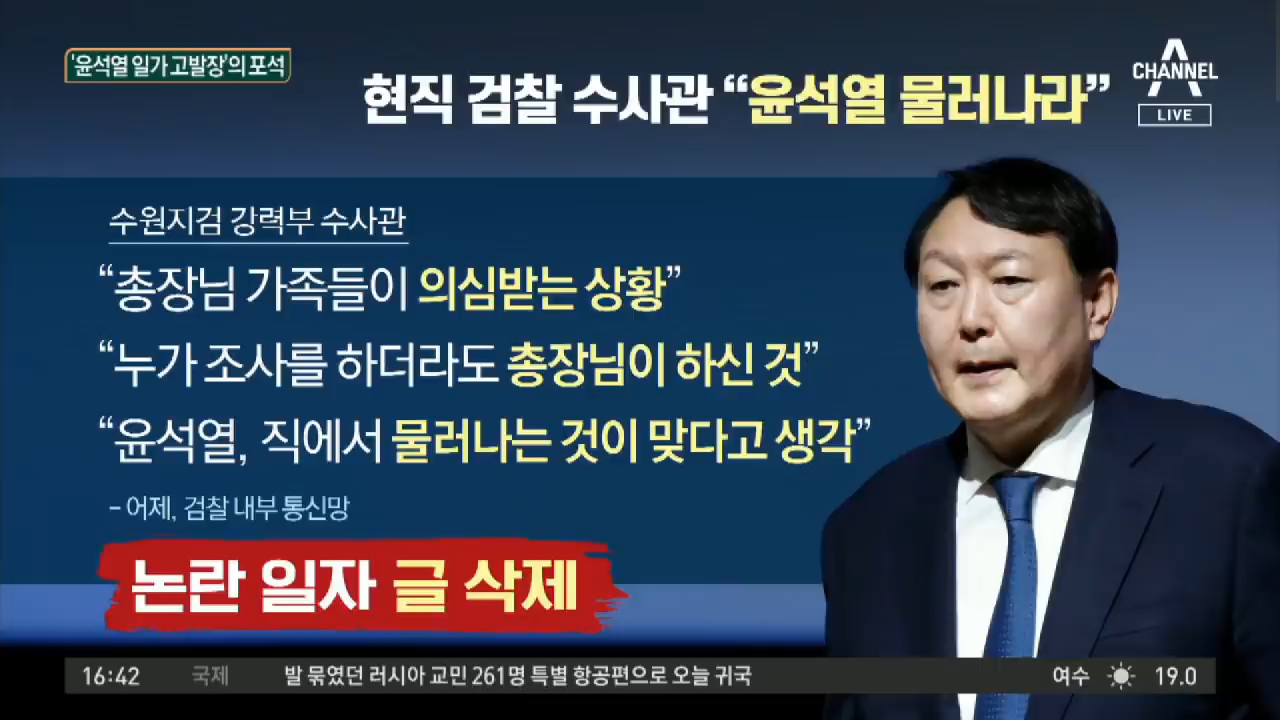 '윤석열 일가 고발장'의 포석
현직 검찰 수사관 “윤석열 물러나라”
CHANNEL A
LIVE
수원지검 강력부 수사관
“총장님 가족들이 의심받는 상황”
“누가 조사를 하더라도 총장님이 하신 것”
“윤석열, 직에서 물러나는 것이 맞다고 생각”
– 어제, 검찰 내부 통신망
논란 일자 글 삭제
16:42 국제 발 묶였던 러시아 교민 261명 특별 항공편으로 오늘 귀국 여수 19.0